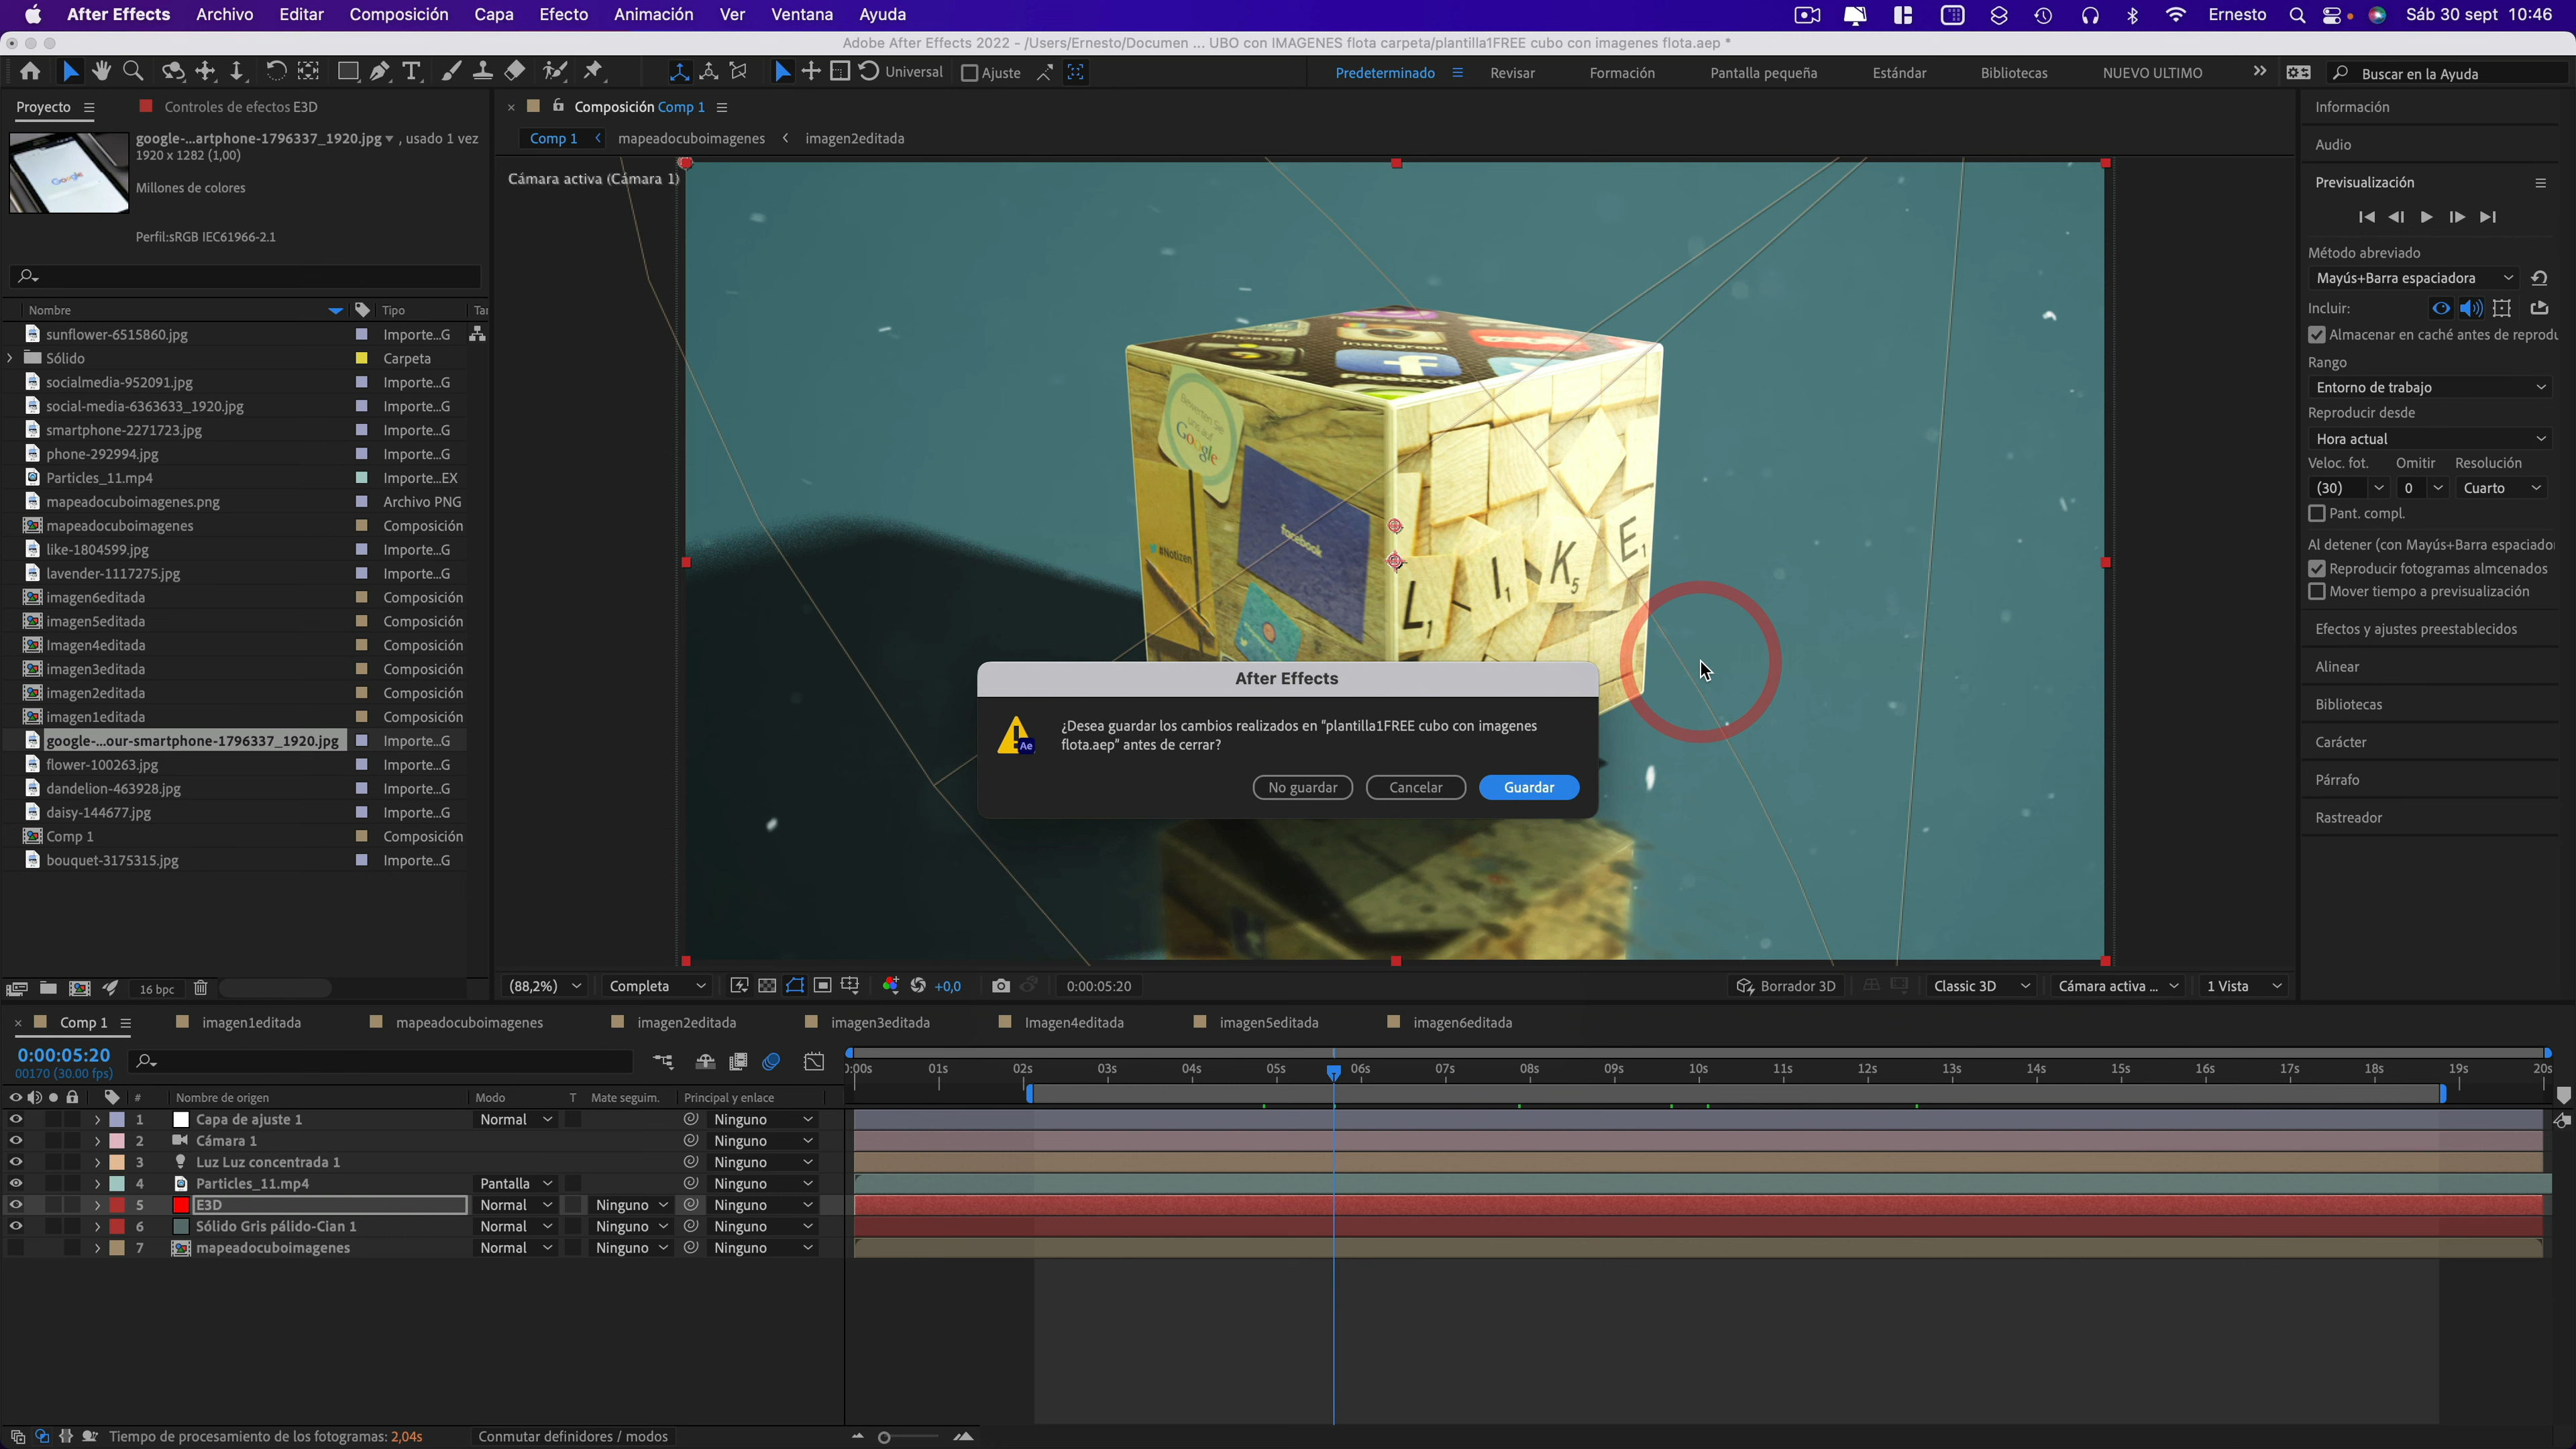 After Effects Archivo Editar Composición Capa Efecto Animación Ver Ventana Ayuda Ernesto Sáb 30 sept 10:46
Adobe After Effects 2022 - /Users/Ernesto/Documen ... UBO con IMAGENES flota carpeta/plantilla1FREE cubo con imagenes flota.aep *
Universal Ajuste Predeterminado Revisar Formación Pantalla pequeña Estándar Bibliotecas NUEVO ULTIMO Buscar en la Ayuda
Proyecto Controles de efectos E3D
google-...artphone-1796337_1920.jpg , usado 1 vez
1920 x 1282 (1,00)
Millones de colores
Perfil:sRGB IEC61966-2.1
Google
Nombre Tipo Tar
sunflower-6515860.jpg Importe...G
Sólido Carpeta
socialmedia-952091.jpg Importe...G
social-media-6363633_1920.jpg Importe...G
smartphone-2271723.jpg Importe...G
phone-292994.jpg Importe...G
Particles_11.mp4 Importe...EX
mapeadocuboimagenes.png Archivo PNG
mapeadocuboimagenes Composición
like-1804599.jpg Importe...G
lavender-1117275.jpg Importe...G
imagen6editada Composición
imagen5editada Composición
Imagen4editada Composición
imagen3editada Composición
imagen2editada Composición
imagen1editada Composición
google-...our-smartphone-1796337_1920.jpg Importe...G
flower-100263.jpg Importe...G
dandelion-463928.jpg Importe...G
daisy-144677.jpg Importe...G
Comp 1 Composición
bouquet-3175315.jpg Importe...G
16 bpc
Composición Comp 1
Comp 1 mapeadocuboimagenes imagen2editada
Cámara activa (Cámara 1)
Instagram
Facebook
Bewerten Sie
uns auf
Google
facebook
Notizen
L1 I1 K5 E1
After Effects
¿Desea guardar los cambios realizados en "plantilla1FREE cubo con imagenes
flota.aep" antes de cerrar?
Ae
No guardar Cancelar Guardar
(88,2%) Completa +0,0 0:00:05:20 Borrador 3D Classic 3D Cámara activa ... 1 Vista
Información
Audio
Previsualización
Método abreviado
Mayús+Barra espaciadora
Incluir:
Almacenar en caché antes de reprodu
Rango
Entorno de trabajo
Reproducir desde
Hora actual
Veloc. fot. Omitir Resolución
(30) 0 Cuarto
Pant. compl.
Al detener (con Mayús+Barra espaciado
Reproducir fotogramas almcenados
Mover tiempo a previsualización
Efectos y ajustes preestablecidos
Alinear
Bibliotecas
Carácter
Párrafo
Rastreador
Comp 1 imagen1editada mapeadocuboimagenes imagen2editada imagen3editada Imagen4editada imagen5editada imagen6editada
0:00:05:20
00170 (30.00 fps)
):00s 01s 02s 03s 04s 05s 06s 07s 08s 09s 10s 11s 12s 13s 14s 15s 16s 17s 18s 19s 20s
# Nombre de origen Modo T Mate seguim. Principal y enlace
1 Capa de ajuste 1 Normal Ninguno
2 Cámara 1 Ninguno
3 Luz Luz concentrada 1 Ninguno
4 Particles_11.mp4 Pantalla Ninguno
5 E3D Normal Ninguno Ninguno
6 Sólido Gris pálido-Cian 1 Normal Ninguno Ninguno
7 mapeadocuboimagenes Normal Ninguno Ninguno
Tiempo de procesamiento de los fotogramas: 2,04s Conmutar definidores / modos